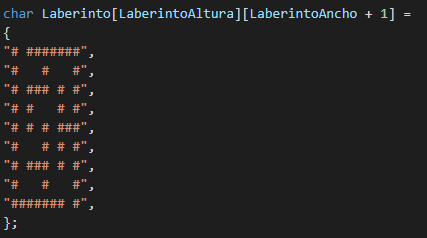 char Laberinto[LaberintoAltura][LaberintoAncho + 1] =
{
"# #######",
"#   #   #",
"# ### # #",
"# #   # #",
"# # # ###",
"#   # # #",
"# ### # #",
"#   #   #",
"####### #",
};